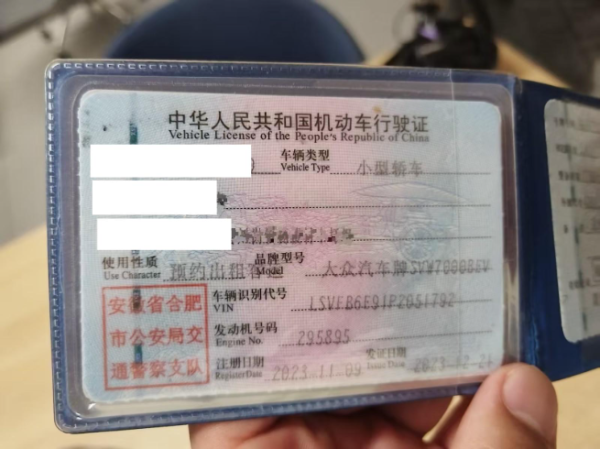 中华人民共和国机动车行驶证
Vehicle License of the People's Republic of China
车辆类型 小型轿车
Vehicle Type
使用性质 预约出租客运 品牌型号 大众汽车牌SVW7000BEV
Use Character Model
安徽省合肥
市公安局交
通警察支队
车辆识别代号 LSVFB6E91P2051792
VIN
发动机号码 295895
Engine No.
注册日期 2023-11-09 发证日期 2023-12-21
Register Date Issue Date